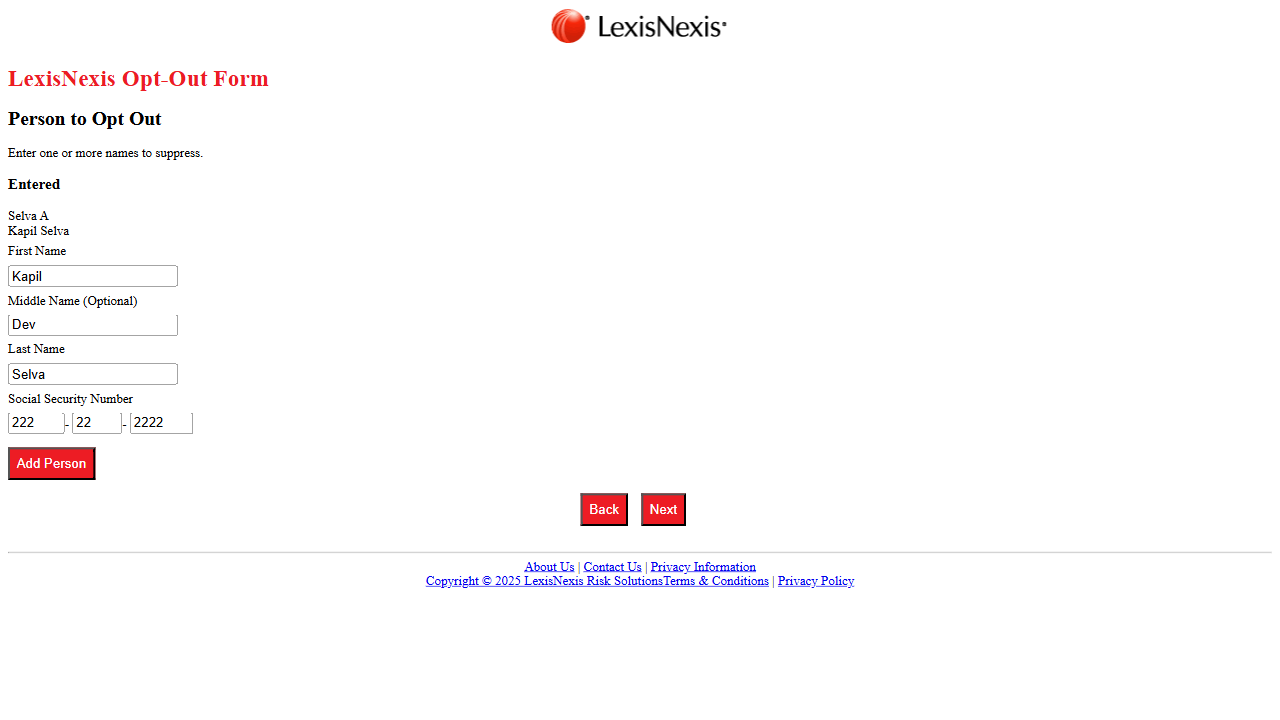 LexisNexis
LexisNexis Opt-Out Form
Person to Opt Out
Enter one or more names to suppress.
Entered
Selva A
Kapil Selva
First Name
Kapil
Middle Name (Optional)
Dev
Last Name
Selva
Social Security Number
222 - 22 - 2222
Add Person
Back Next
About Us | Contact Us | Privacy Information
Copyright © 2025 LexisNexis Risk SolutionsTerms & Conditions | Privacy Policy